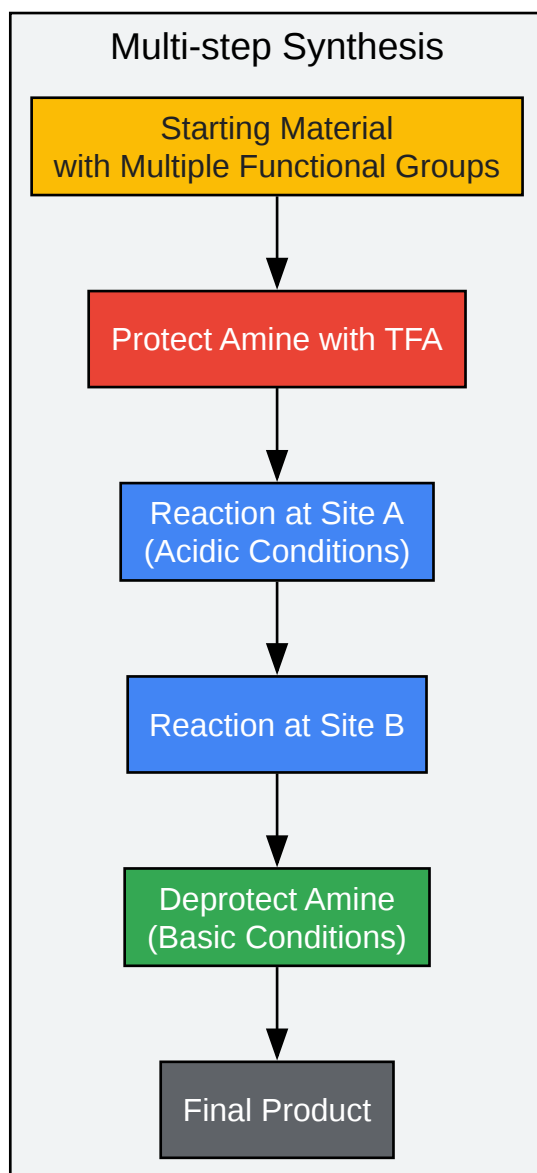 Multi-step Synthesis
Starting Material
with Multiple Functional Groups
Protect Amine with TFA
Reaction at Site A
(Acidic Conditions)
Reaction at Site B
Deprotect Amine
(Basic Conditions)
Final Product